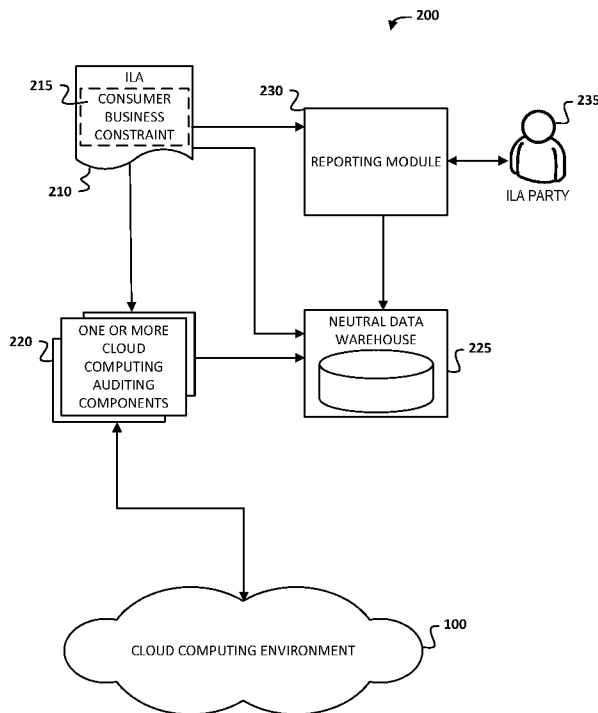 200
ILA
215
CONSUMER
BUSINESS
CONSTRAINT
210
230
REPORTING MODULE
235
ILA PARTY
220
ONE OR MORE
CLOUD
COMPUTING
AUDITING
COMPONENTS
NEUTRAL DATA
WAREHOUSE
225
100
CLOUD COMPUTING ENVIRONMENT